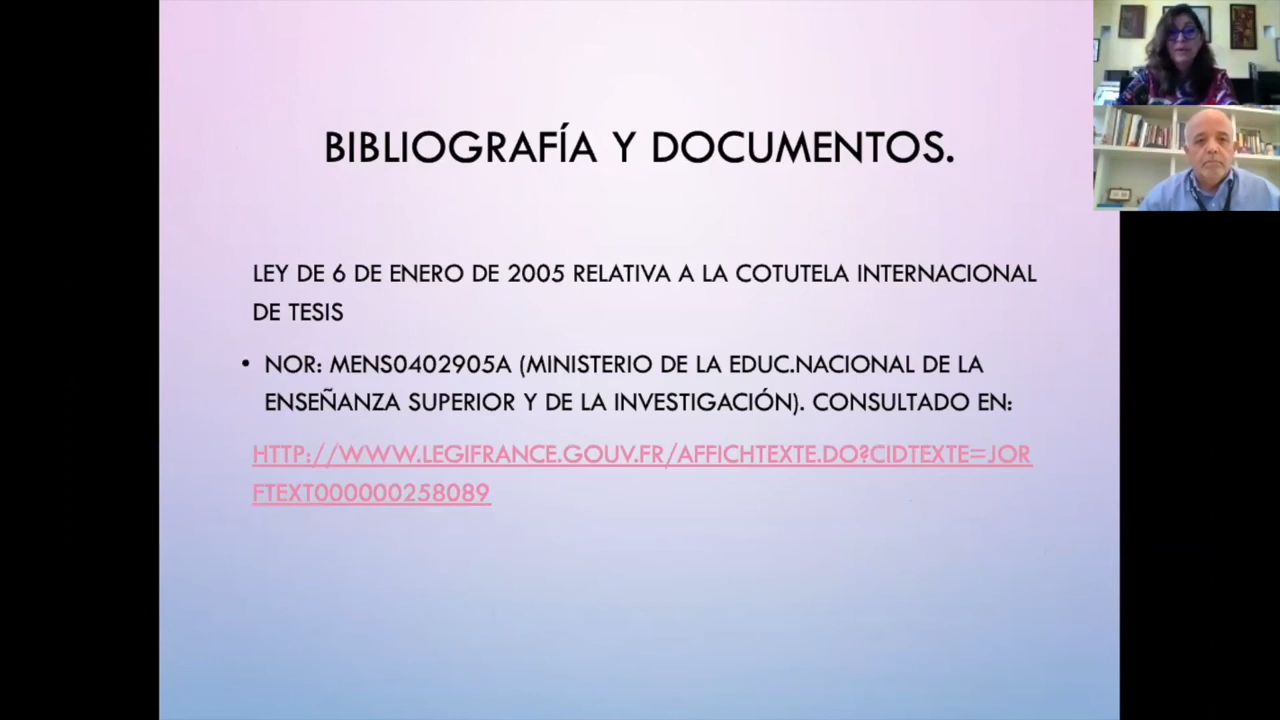 BIBLIOGRAFÍA Y DOCUMENTOS.
LEY DE 6 DE ENERO DE 2005 RELATIVA A LA COTUTELA INTERNACIONAL
DE TESIS
• NOR: MENS0402905A (MINISTERIO DE LA EDUC.NACIONAL DE LA
ENSEÑANZA SUPERIOR Y DE LA INVESTIGACIÓN). CONSULTADO EN:
HTTP://WWW.LEGIFRANCE.GOUV.FR/AFFICHTEXTE.DO?CIDTEXTE=JOR
FTEXT000000258089